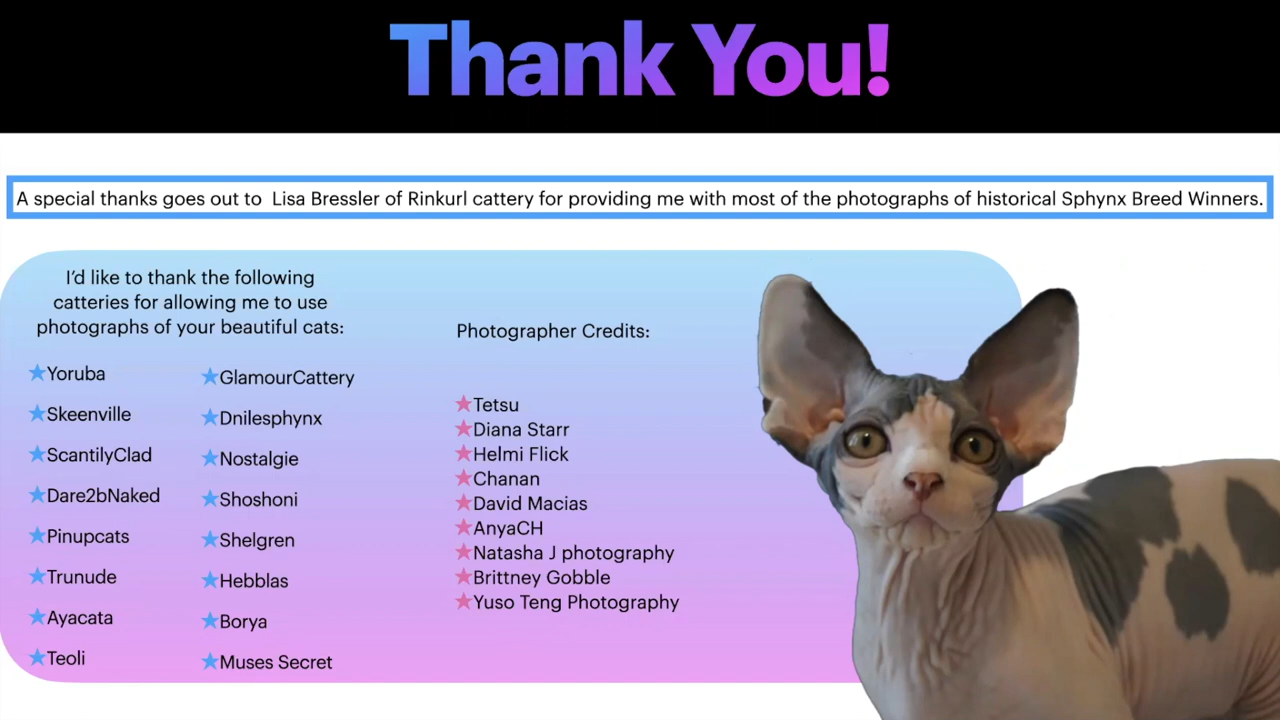 Thank You!
A special thanks goes out to Lisa Bressler of Rinkurl cattery for providing me with most of the photographs of historical Sphynx Breed Winners.
I'd like to thank the following
catteries for allowing me to use
photographs of your beautiful cats:
Yoruba
Skeenville
ScantilyClad
Dare2bNaked
Pinupcats
Trunude
Ayacata
Teoli
GlamourCattery
Dnilesphynx
Nostalgie
Shoshoni
Shelgren
Hebblas
Borya
Muses Secret
Photographer Credits:
Tetsu
Diana Starr
Helmi Flick
Chanan
David Macias
AnyaCH
Natasha J photography
Brittney Gobble
Yuso Teng Photography